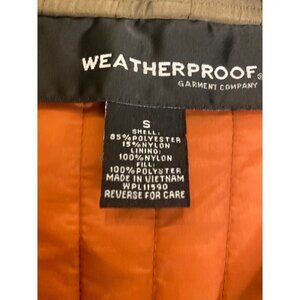 WEATHERPROOF®
GARMENT COMPANY
S
SHELL:
85%POLYESTER
15%NYLON
LINING:
100%NYLON
FILL:
100%POLYESTER
MADE IN VIETNAM
WPL11590
REVERSE FOR CARE